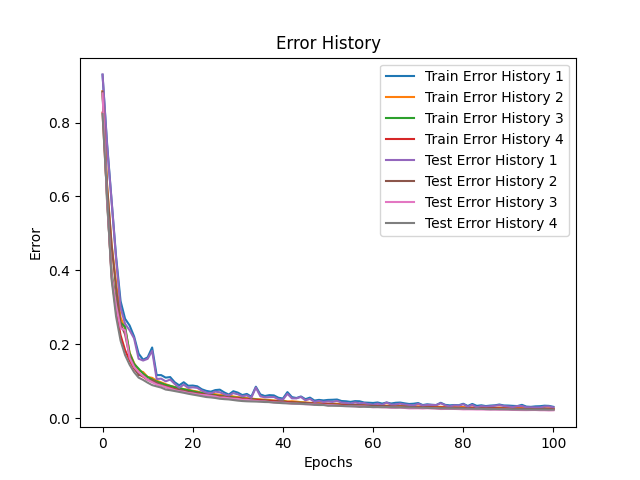 Error History
Train Error History 1
Train Error History 2
Train Error History 3
Train Error History 4
Test Error History 1
Test Error History 2
Test Error History 3
Test Error History 4
Error
0.8
0.6
0.4
0.2
0.0
0 20 40 60 80 100
Epochs